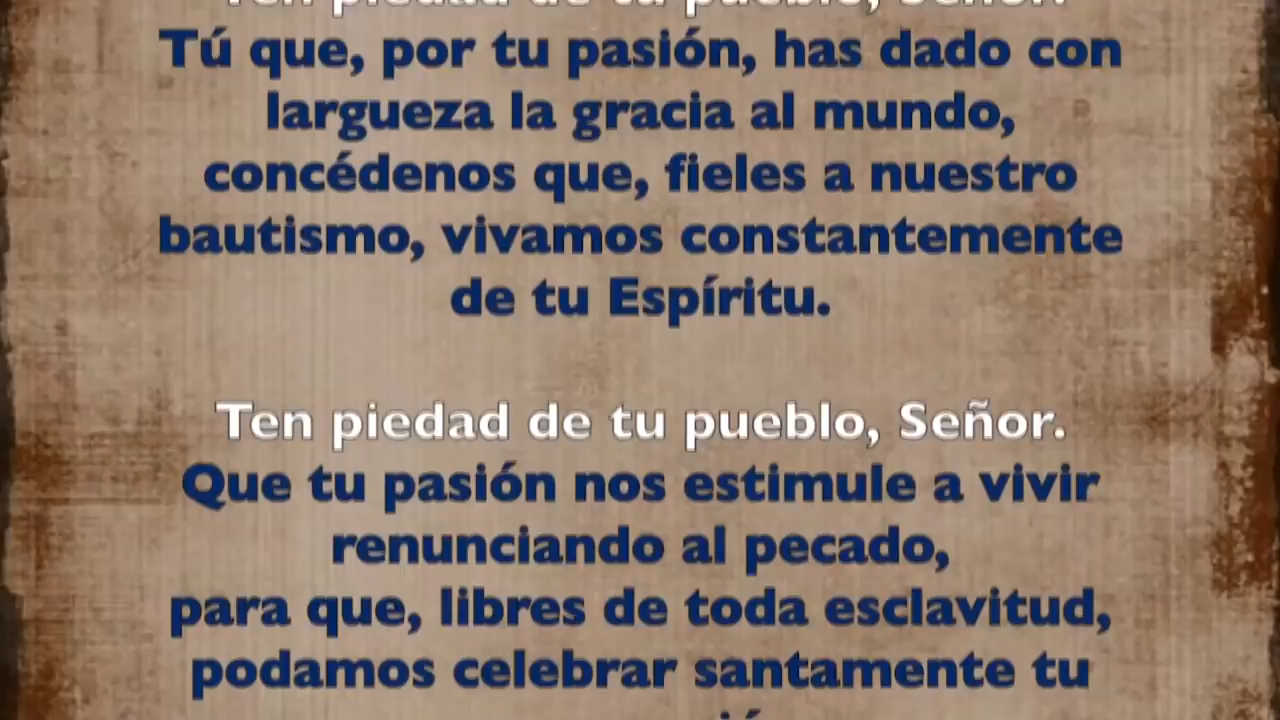 Ten piedad de tu pueblo, Señor.
Tú que, por tu pasión, has dado con
largueza la gracia al mundo,
concédenos que, fieles a nuestro
bautismo, vivamos constantemente
de tu Espíritu.
Ten piedad de tu pueblo, Señor.
Que tu pasión nos estimule a vivir
renunciando al pecado,
para que, libres de toda esclavitud,
podamos celebrar santamente tu